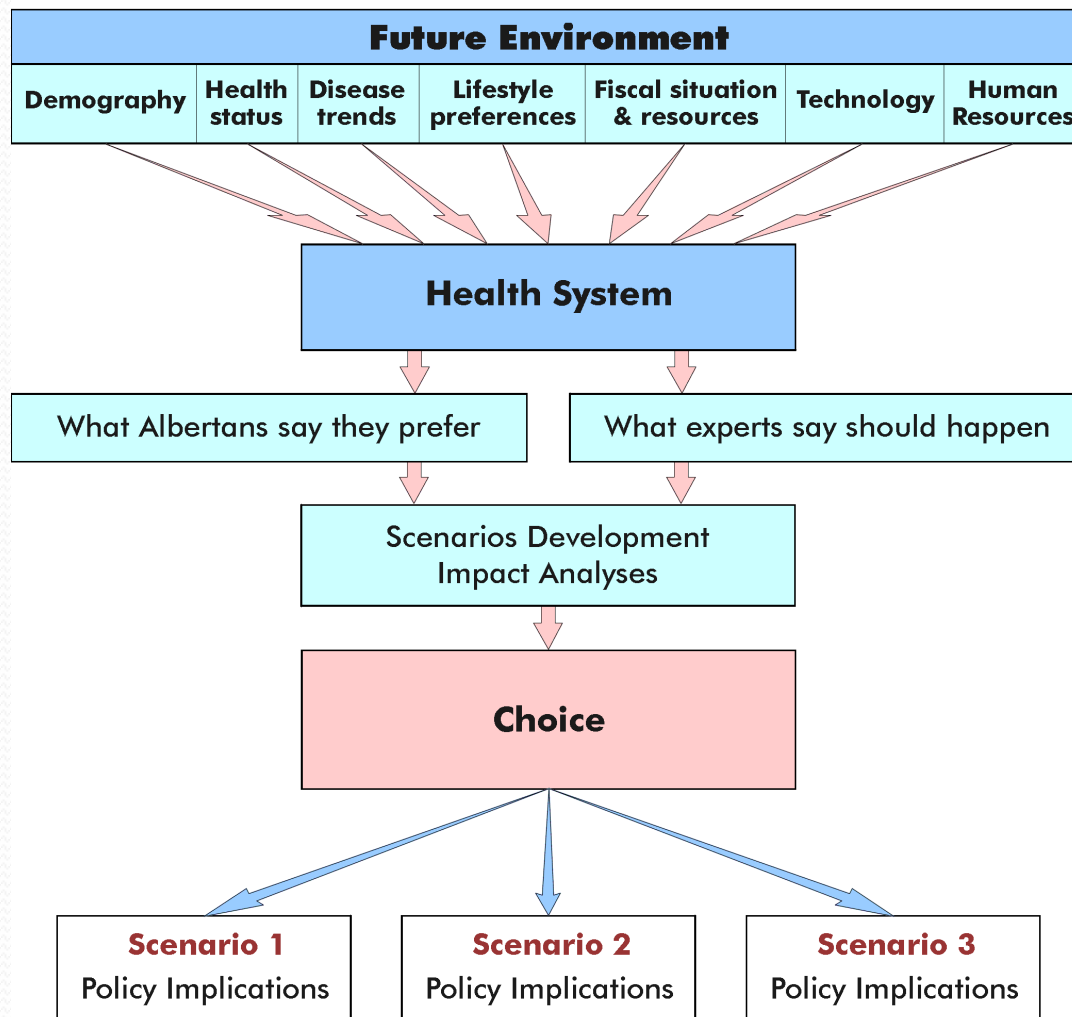 Future Environment
Demography
Health
status
Disease
trends
Lifestyle
preferences
Fiscal situation
& resources
Technology
Human
Resources
Health System
What Albertans say they prefer
What experts say should happen
Scenarios Development
Impact Analyses
Choice
Scenario 1
Policy Implications
Scenario 2
Policy Implications
Scenario 3
Policy Implications